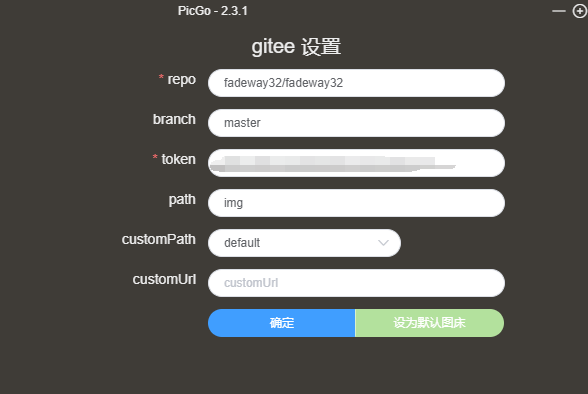 PicGo - 2.3.1
gitee 设置
* repo
fadeway32/fadeway32
branch
master
* token
path
img
customPath
default
customUrl
customUrl
确定
设为默认图床